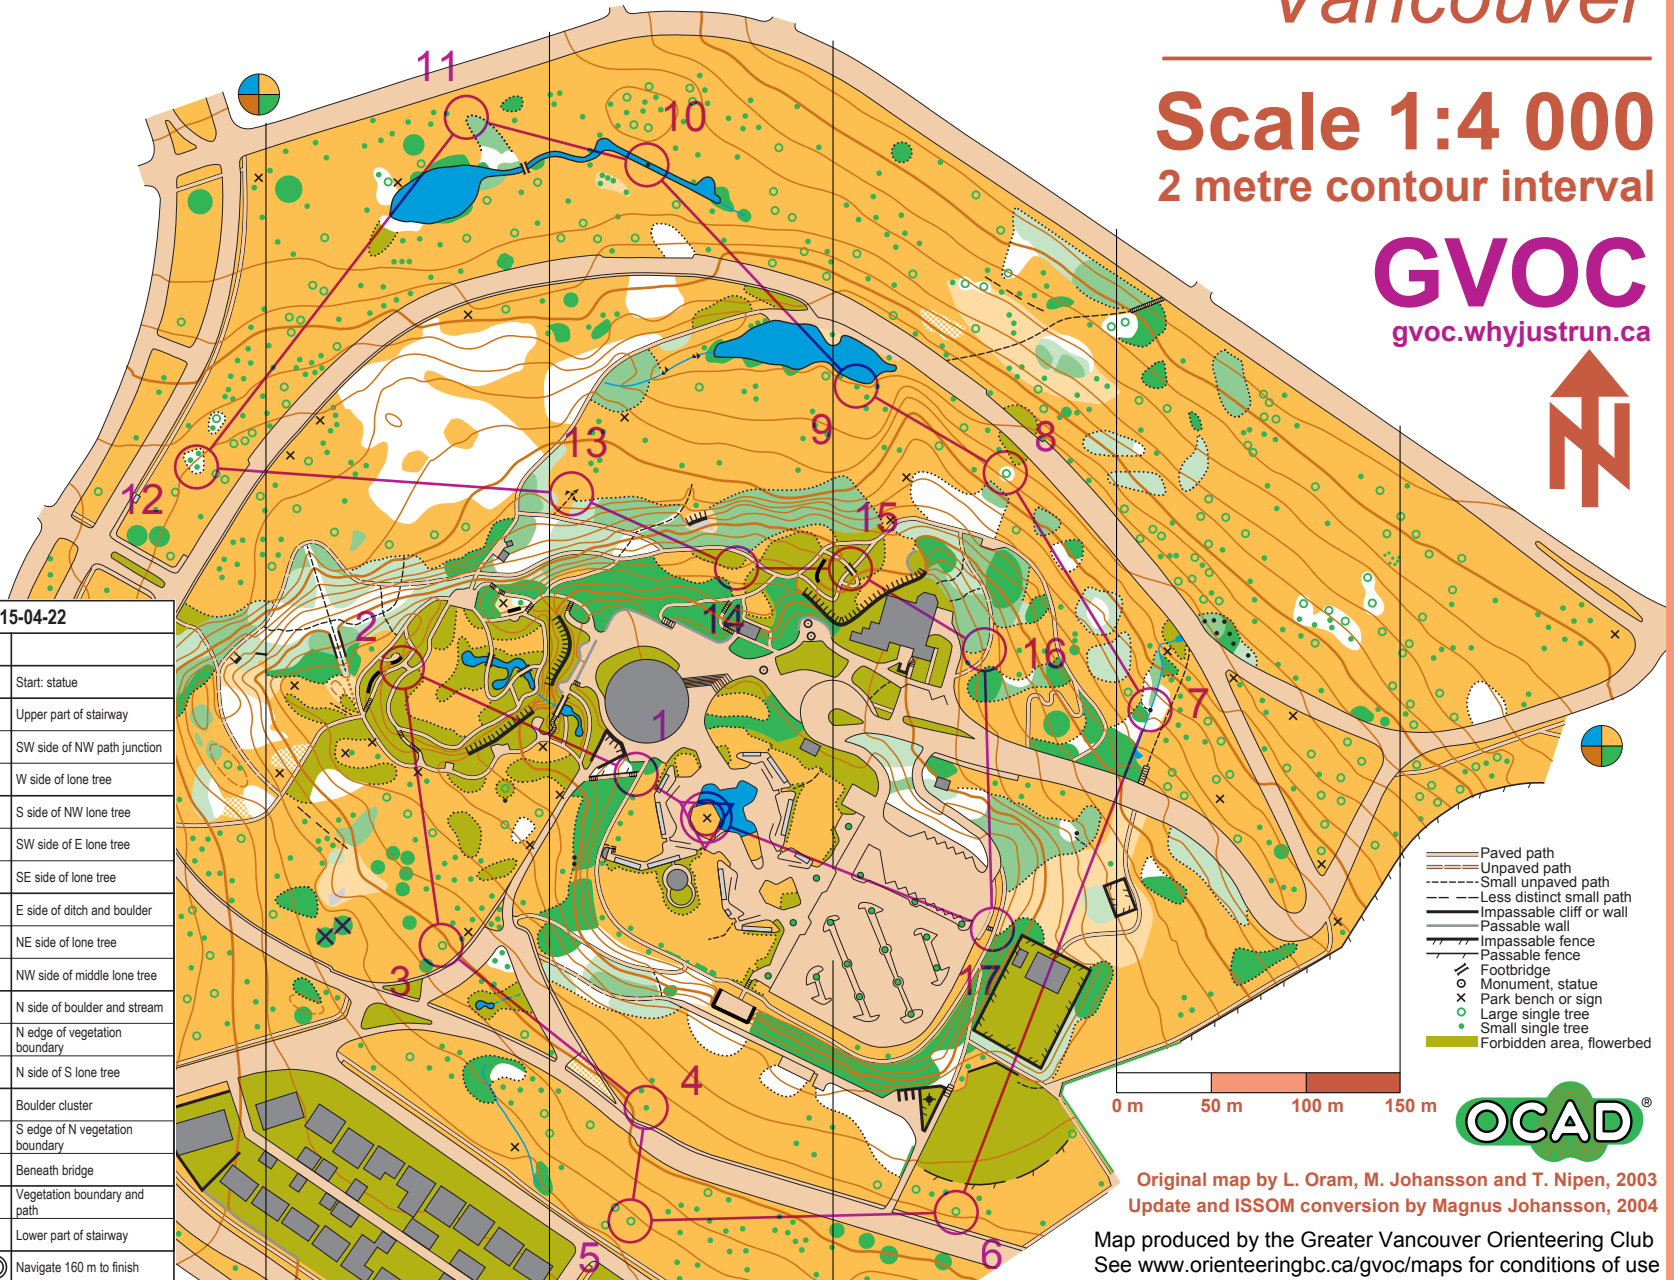 Vancouver
Scale 1:4 000
2 metre contour interval
GVOC
gvoc.whyjustrun.ca
11
10
9
8
13
12
15
2
14
16
7
1
3
17
4
5
6
15-04-22
Start: statue
Upper part of stairway
SW side of NW path junction
W side of lone tree
S side of NW lone tree
SW side of E lone tree
SE side of lone tree
E side of ditch and boulder
NE side of lone tree
NW side of middle lone tree
N side of boulder and stream
N edge of vegetation
boundary
N side of S lone tree
Boulder cluster
S edge of N vegetation
boundary
Beneath bridge
Vegetation boundary and
path
Lower part of stairway
Navigate 160 m to finish
Paved path
Unpaved path
Small unpaved path
Less distinct small path
Impassable cliff or wall
Passable wall
Impassable fence
Passable fence
Footbridge
Monument, statue
Park bench or sign
Large single tree
Small single tree
Forbidden area, flowerbed
0 m 50 m 100 m 150 m
OCAD®
Original map by L. Oram, M. Johansson and T. Nipen, 2003
Update and ISSOM conversion by Magnus Johansson, 2004
Map produced by the Greater Vancouver Orienteering Club
See www.orienteeringbc.ca/gvoc/maps for conditions of use